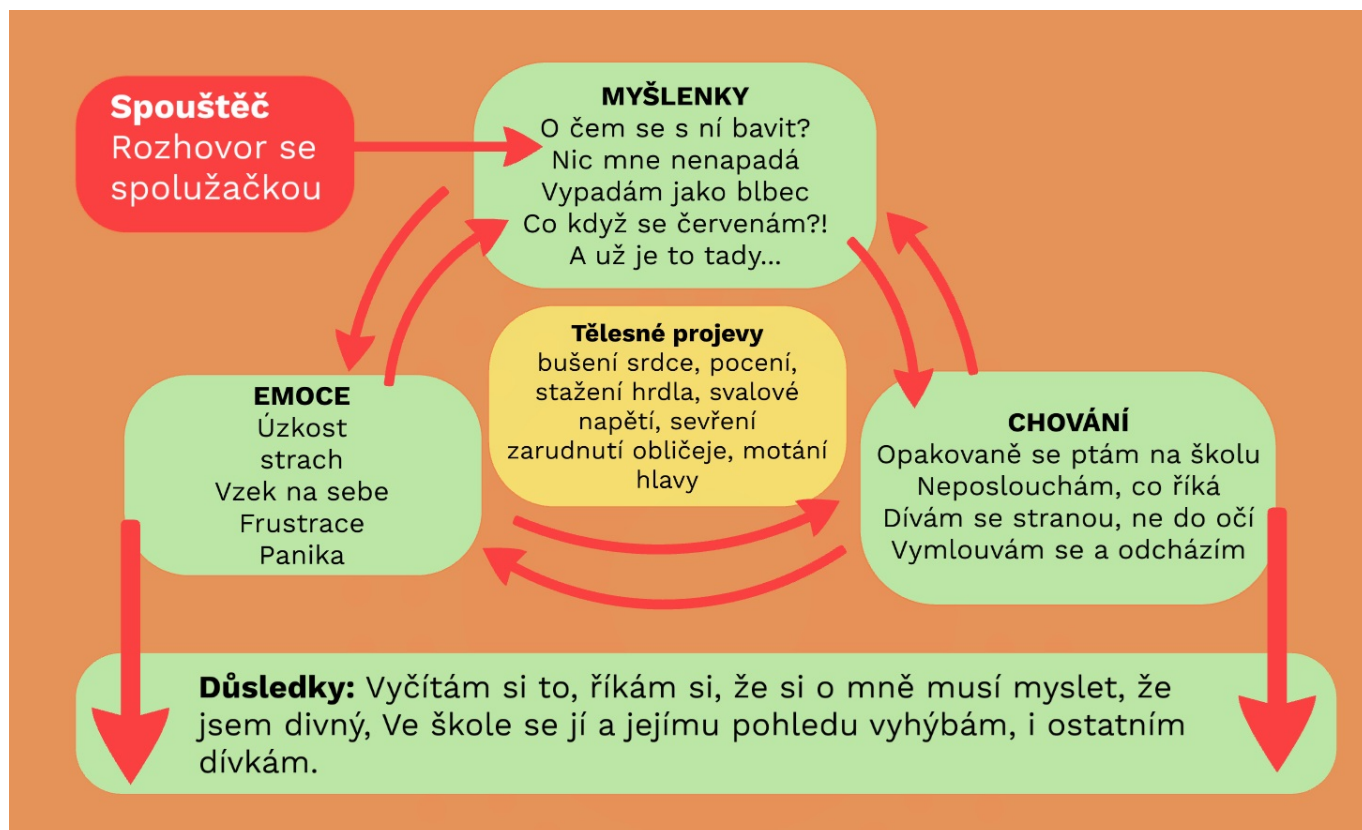 Spouštěč
Rozhovor se
spolužačkou
MYŠLENKY
O čem se s ní bavit?
Nic mne nenapadá
Vypadám jako blbec
Co když se červenám?!
A už je to tady...
Tělesné projevy
bušení srdce, pocení,
stažení hrdla, svalové
napětí, sevření
zarudnutí obličeje, motání
hlavy
EMOCE
Úzkost
strach
Vzek na sebe
Frustrace
Panika
CHOVÁNÍ
Opakovaně se ptám na školu
Neposlouchám, co říká
Dívám se stranou, ne do očí
Vymlouvám se a odcházím
Důsledky: Vyčítám si to, říkám si, že si o mně musí myslet, že
jsem divný, Ve škole se jí a jejímu pohledu vyhýbám, i ostatním
dívkám.